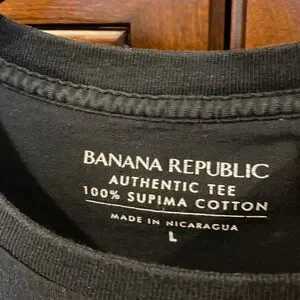 BANANA REPUBLIC
AUTHENTIC TEE
100% SUPIMA COTTON
MADE IN NICARAGUA
L